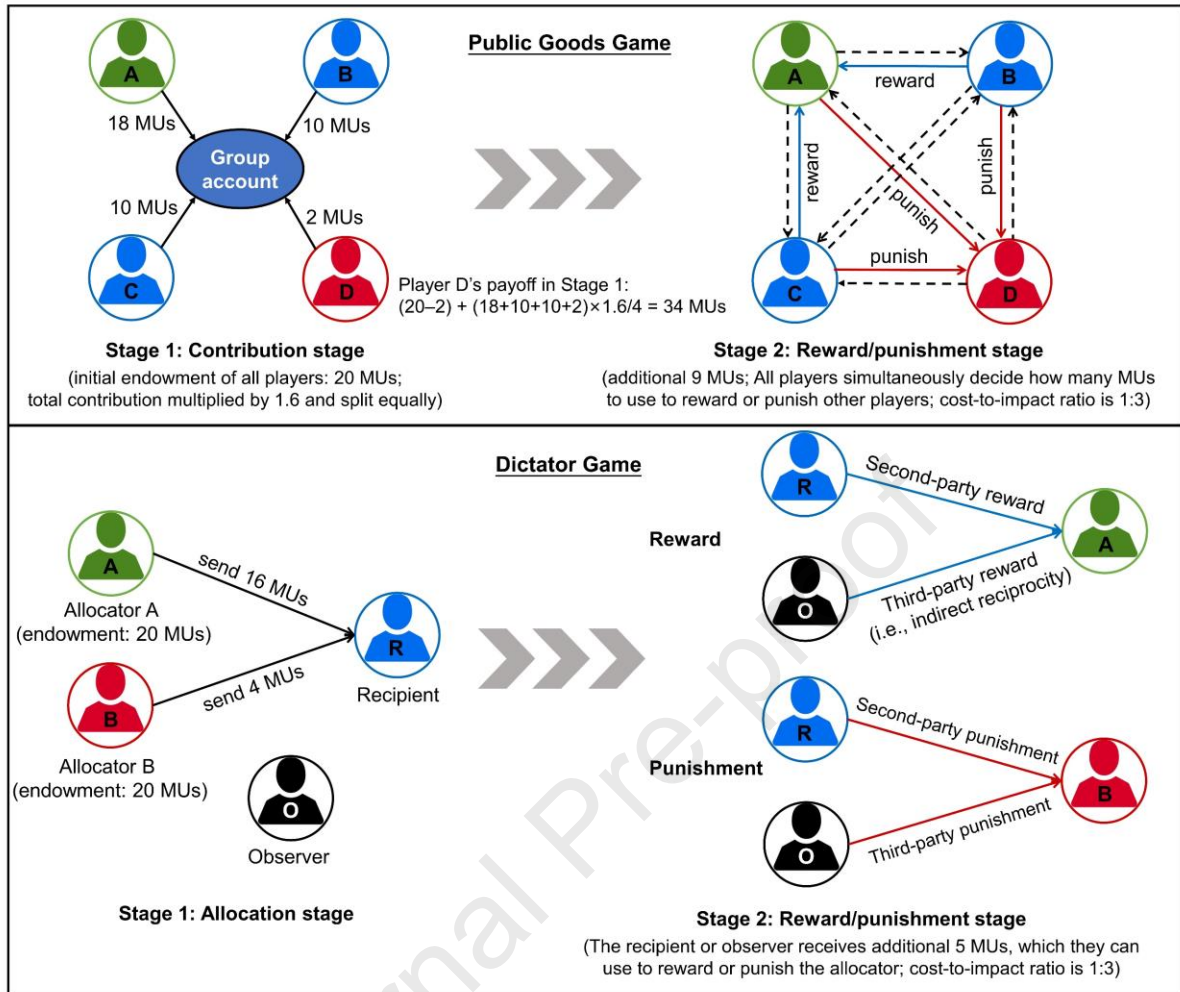 Public Goods Game
A
B
18 MUs
10 MUs
Group
account
10 MUs
2 MUs
C
D
Player D's payoff in Stage 1:
(20–2) + (18+10+10+2)×1.6/4 = 34 MUs
Stage 1: Contribution stage
(initial endowment of all players: 20 MUs;
total contribution multiplied by 1.6 and split equally)
A
B
reward
reward
punish
punish
punish
C
D
Stage 2: Reward/punishment stage
(additional 9 MUs; All players simultaneously decide how many MUs
to use to reward or punish other players; cost-to-impact ratio is 1:3)
Dictator Game
A
Allocator A
(endowment: 20 MUs)
send 16 MUs
B
Allocator B
(endowment: 20 MUs)
send 4 MUs
R
Recipient
O
Observer
Stage 1: Allocation stage
Reward
R
Second-party reward
A
O
Third-party reward
(i.e., indirect reciprocity)
Punishment
R
Second-party punishment
B
O
Third-party punishment
Stage 2: Reward/punishment stage
(The recipient or observer receives additional 5 MUs, which they can
use to reward or punish the allocator; cost-to-impact ratio is 1:3)
rnal Pre-proof